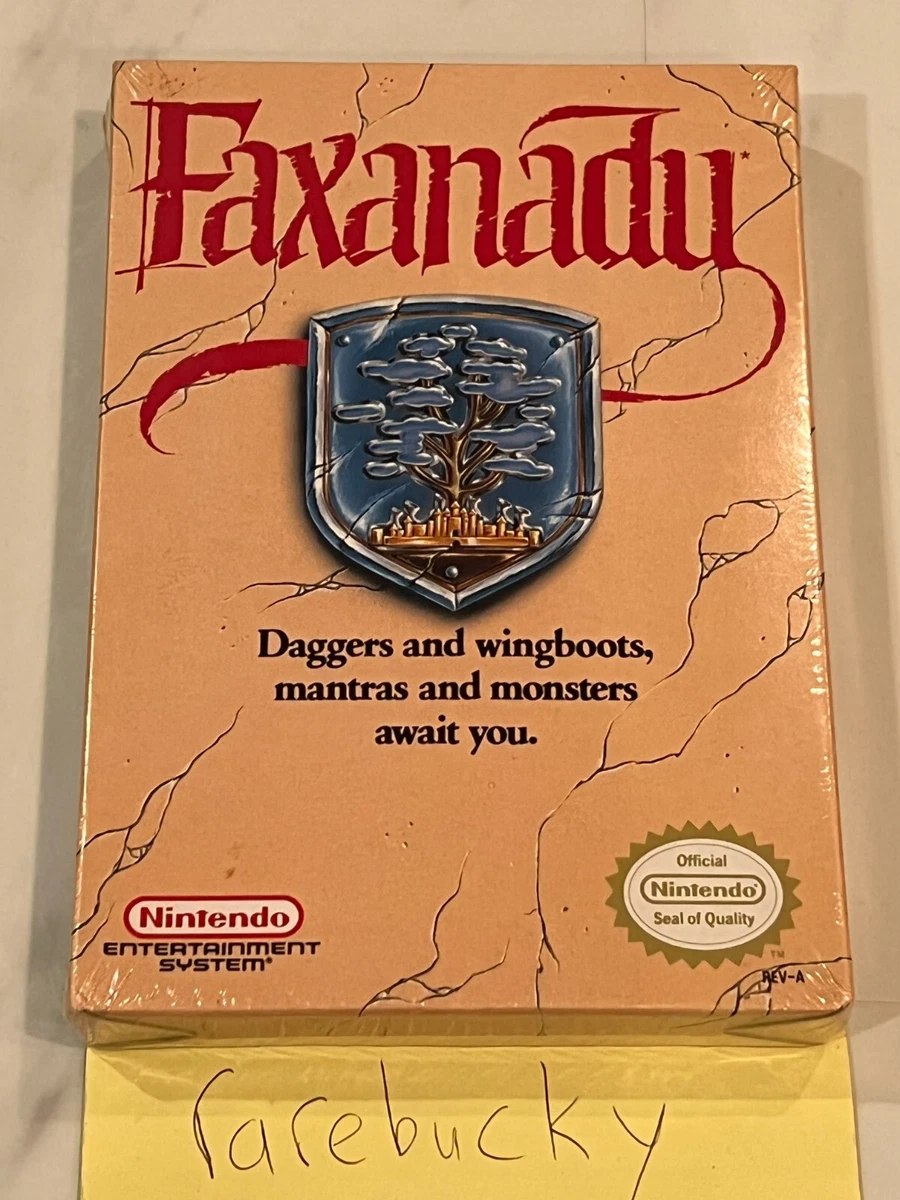 Faxanadu*
Daggers and wingboots,
mantras and monsters
await you.
Nintendo
ENTERTAINMENT
SYSTEM®
Official
Nintendo®
Seal of Quality
TM
REV-A
rarebucky